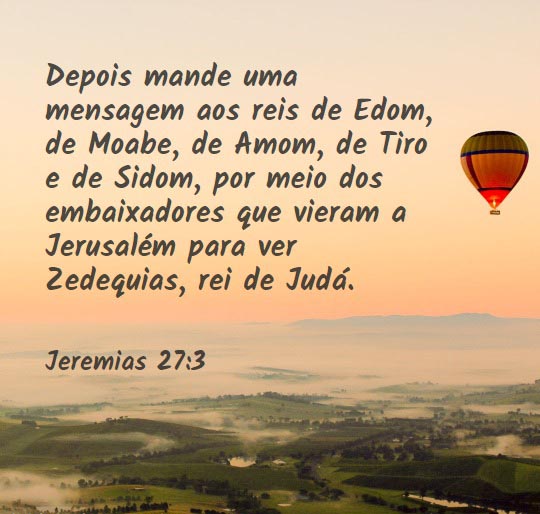 Depois mande uma
mensagem aos reis de Edom,
de Moabe, de Amom, de Tiro
e de Sidom, por meio dos
embaixadores que vieram a
Jerusalém para ver
Zedequias, rei de Judá.
Jeremias 27:3